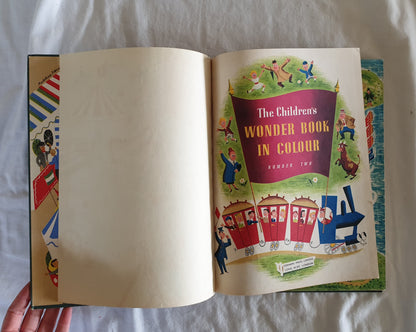 The Children's
WONDER BOOK
IN COLOUR
NUMBER TWO